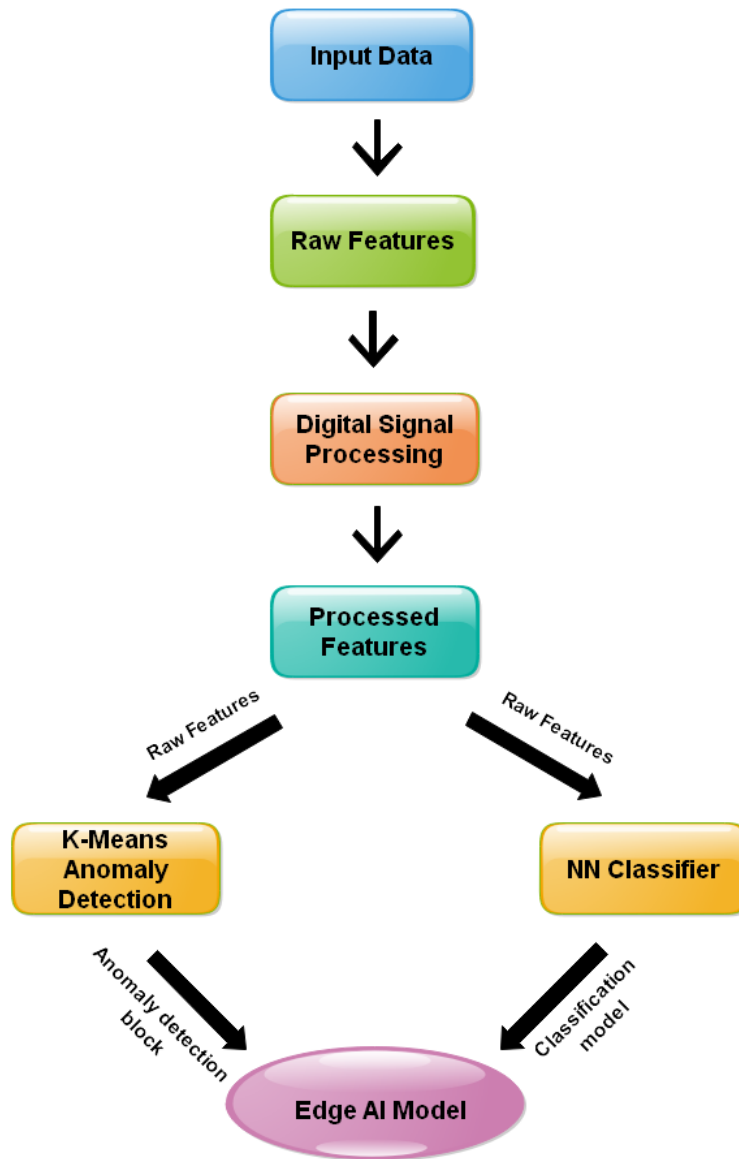 Input Data
Raw Features
Digital Signal
Processing
Processed
Features
Raw Features
Raw Features
K-Means
Anomaly
Detection
NN Classifier
Anomaly detection
block
Classification
model
Edge AI Model